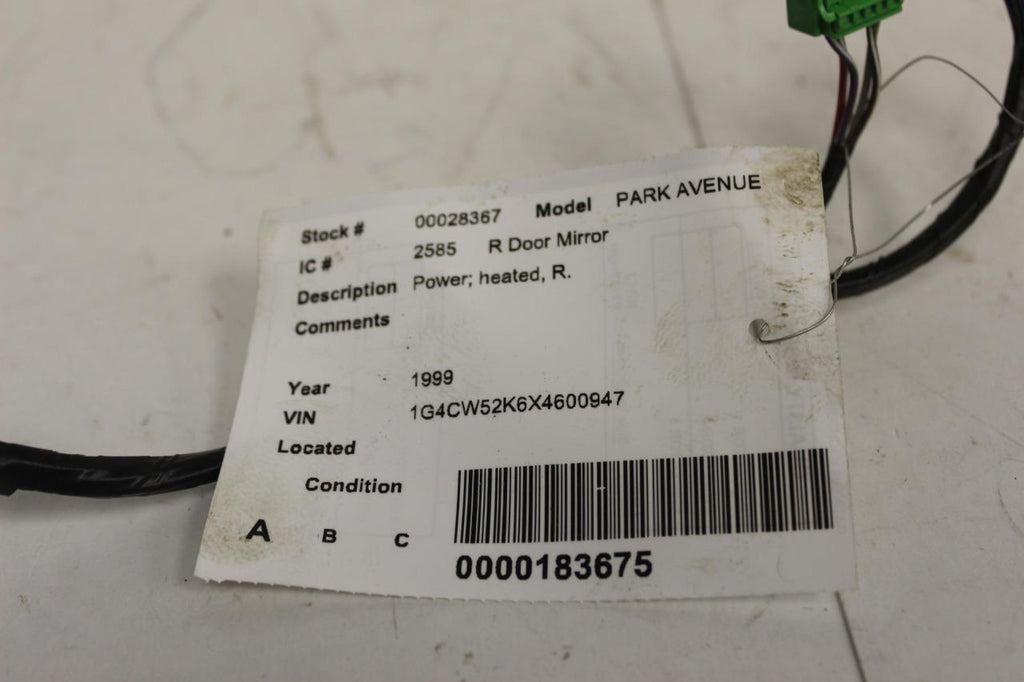 Stock # 00028367 Model PARK AVENUE
IC # 2585 R Door Mirror
Description Power; heated, R.
Comments
Year 1999
VIN 1G4CW52K6X4600947
Located
Condition
A B C
0000183675